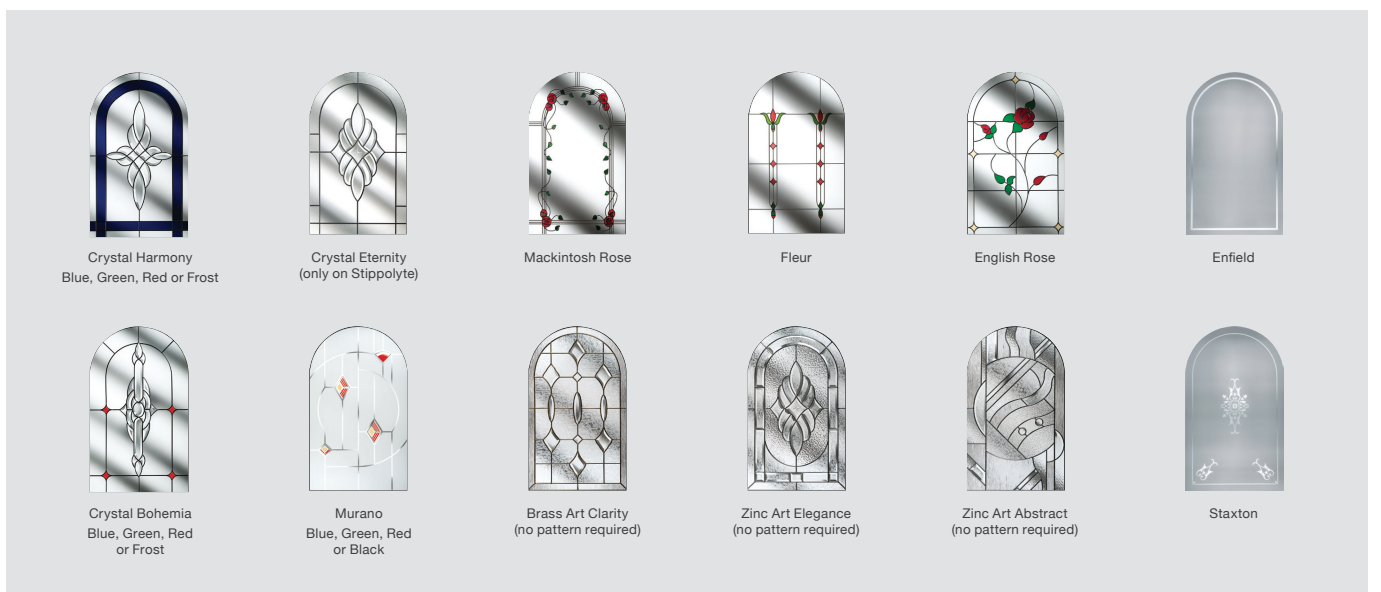 Crystal Harmony
Blue, Green, Red or Frost
Crystal Eternity
(only on Stippolyte)
Mackintosh Rose
Fleur
English Rose
Enfield
Crystal Bohemia
Blue, Green, Red
or Frost
Murano
Blue, Green, Red
or Black
Brass Art Clarity
(no pattern required)
Zinc Art Elegance
(no pattern required)
Zinc Art Abstract
(no pattern required)
Staxton